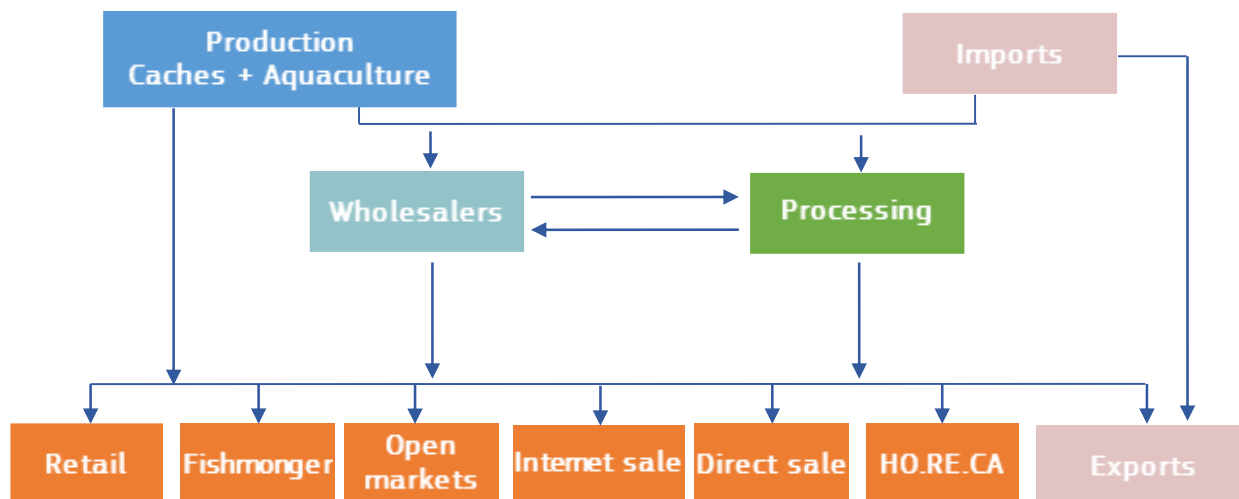 Production
Caches + Aquaculture
Imports
Wholesalers
Processing
Retail
Fishmonger
Open
markets
Internet sale
Direct sale
HO.RE.CA
Exports